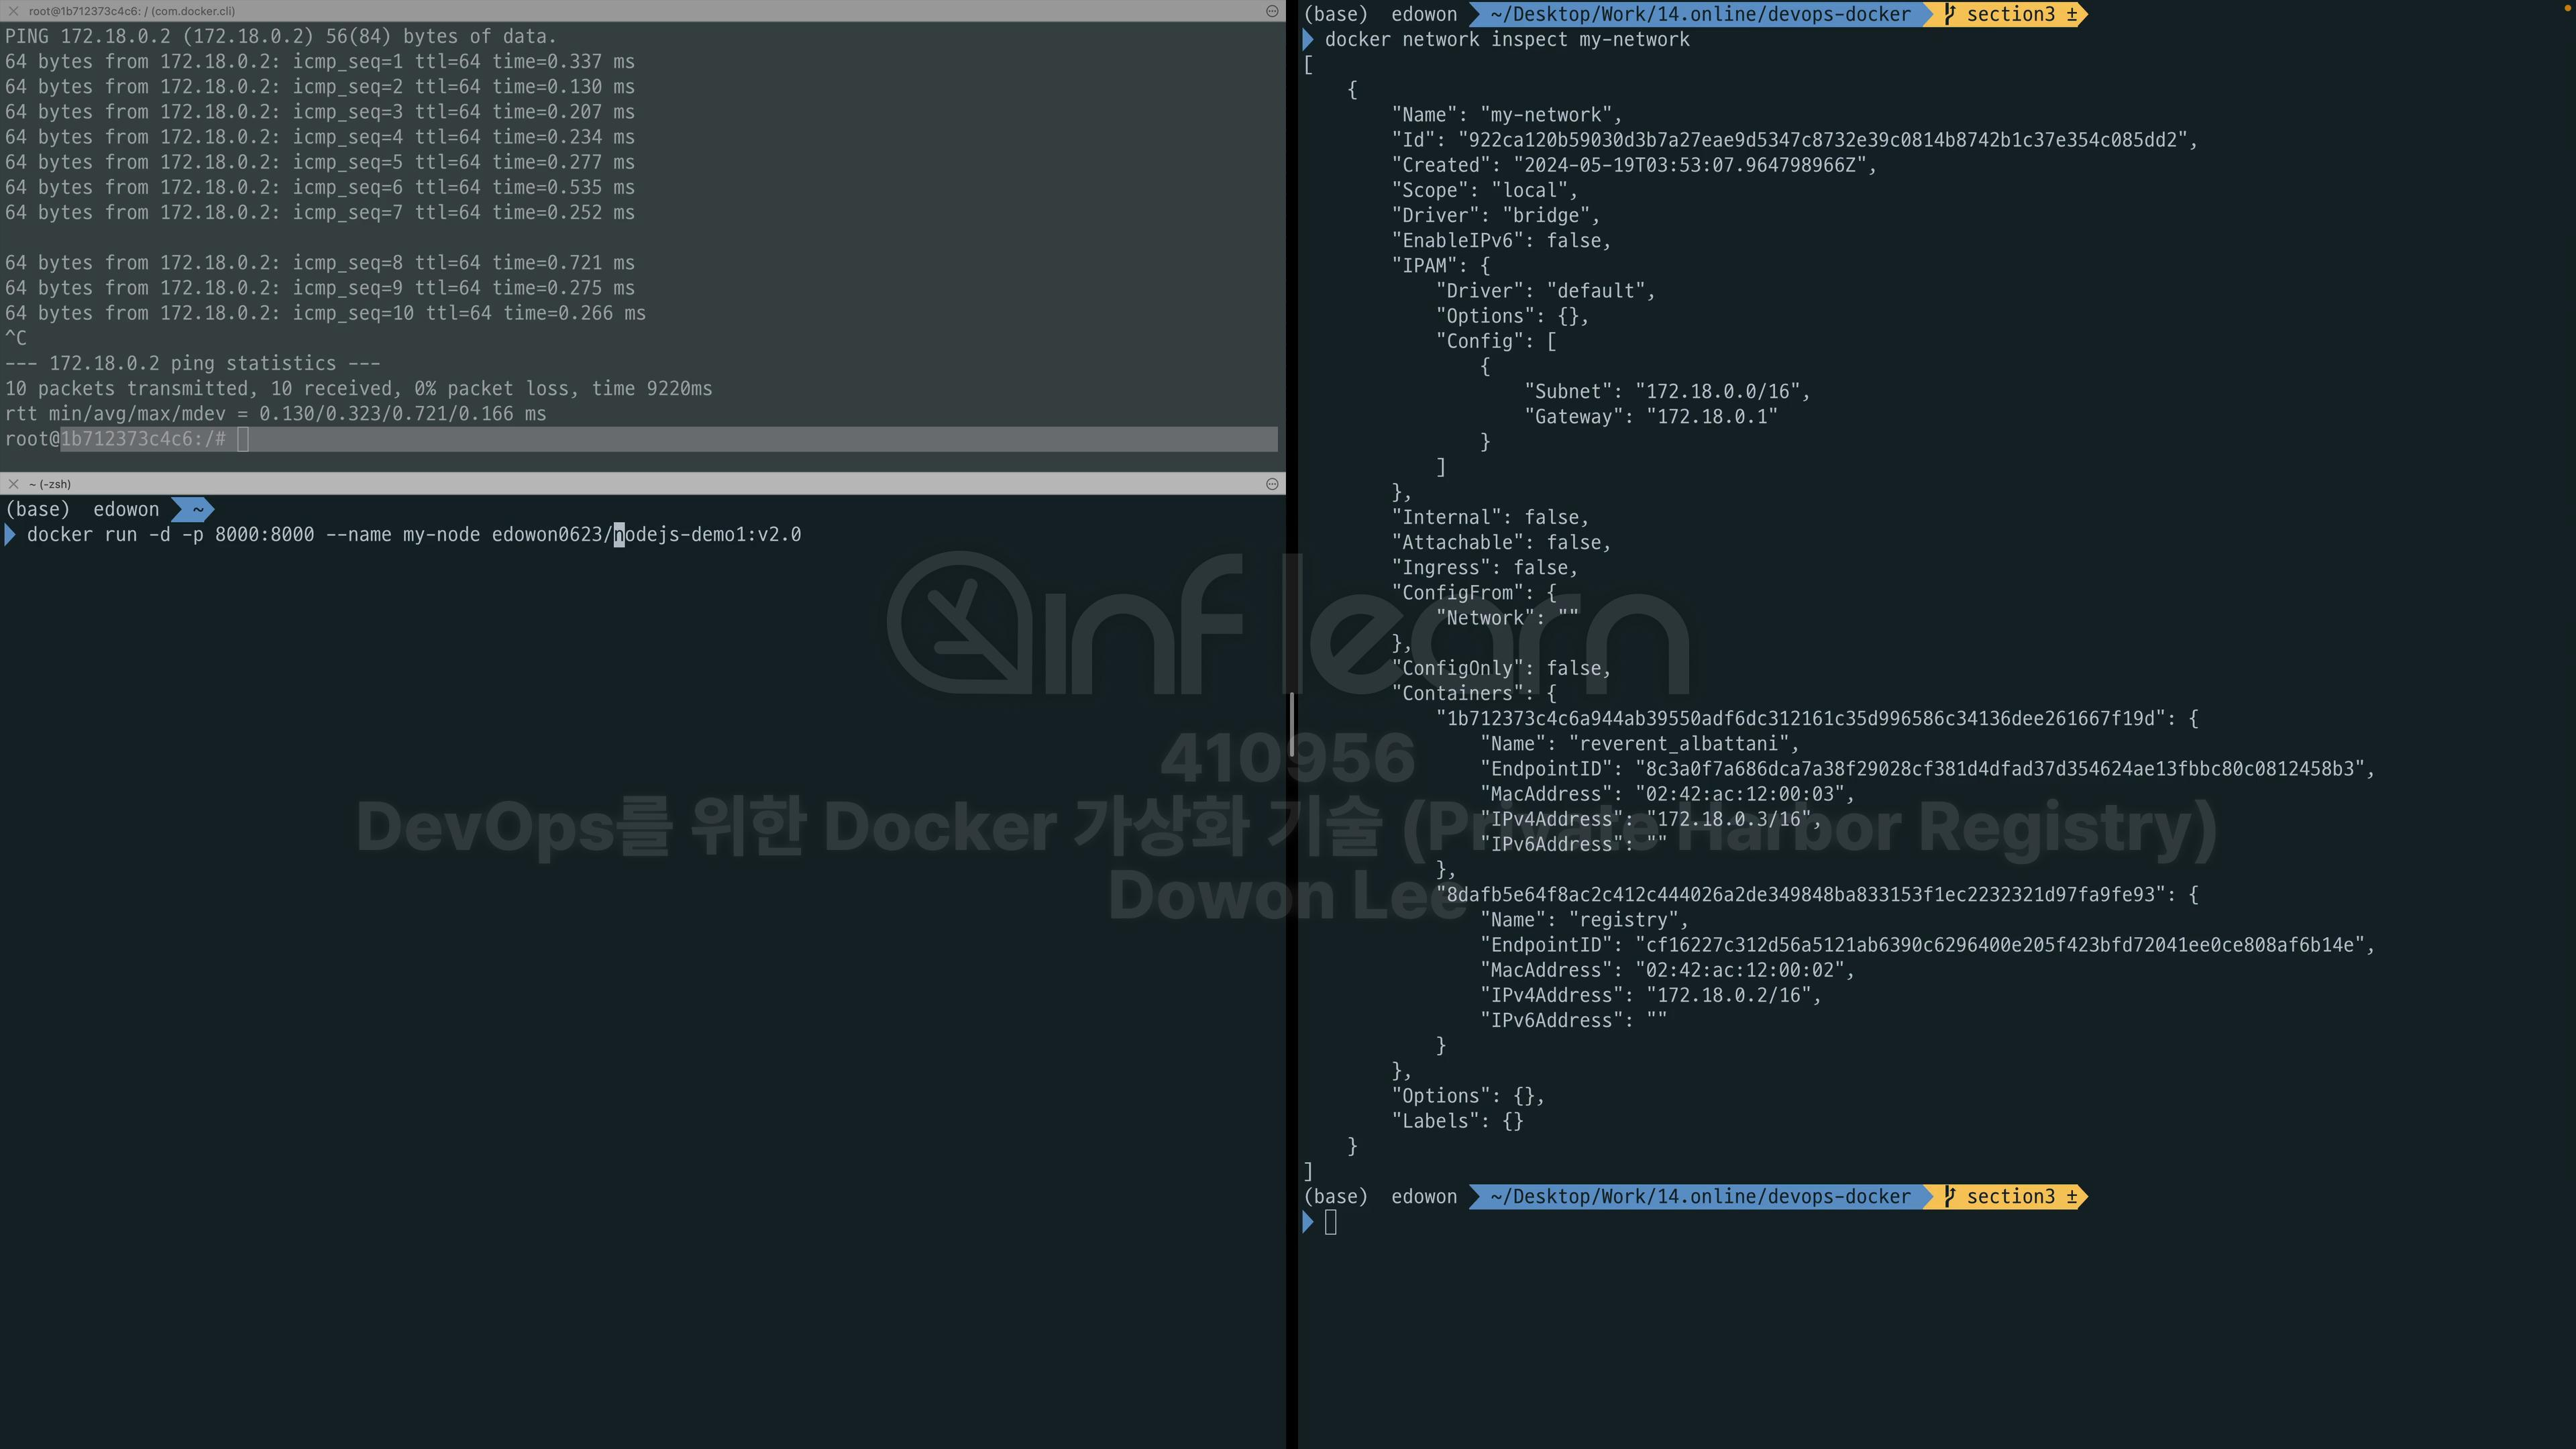 root@1b712373c4c6: / (com.docker.cli)
PING 172.18.0.2 (172.18.0.2) 56(84) bytes of data.
64 bytes from 172.18.0.2: icmp_seq=1 ttl=64 time=0.337 ms
64 bytes from 172.18.0.2: icmp_seq=2 ttl=64 time=0.130 ms
64 bytes from 172.18.0.2: icmp_seq=3 ttl=64 time=0.207 ms
64 bytes from 172.18.0.2: icmp_seq=4 ttl=64 time=0.234 ms
64 bytes from 172.18.0.2: icmp_seq=5 ttl=64 time=0.277 ms
64 bytes from 172.18.0.2: icmp_seq=6 ttl=64 time=0.535 ms
64 bytes from 172.18.0.2: icmp_seq=7 ttl=64 time=0.252 ms
64 bytes from 172.18.0.2: icmp_seq=8 ttl=64 time=0.721 ms
64 bytes from 172.18.0.2: icmp_seq=9 ttl=64 time=0.275 ms
64 bytes from 172.18.0.2: icmp_seq=10 ttl=64 time=0.266 ms
^C
--- 172.18.0.2 ping statistics ---
10 packets transmitted, 10 received, 0% packet loss, time 9220ms
rtt min/avg/max/mdev = 0.130/0.323/0.721/0.166 ms
root@1b712373c4c6:/#
~ (-zsh)
(base) edowon ~
docker run -d -p 8000:8000 --name my-node edowon0623/nodejs-demo1:v2.0
(base) edowon ~/Desktop/Work/14.online/devops-docker section3 ±
docker network inspect my-network
[
{
"Name": "my-network",
"Id": "922ca120b59030d3b7a27eae9d5347c8732e39c0814b8742b1c37e354c085dd2",
"Created": "2024-05-19T03:53:07.964798966Z",
"Scope": "local",
"Driver": "bridge",
"EnableIPv6": false,
"IPAM": {
"Driver": "default",
"Options": {},
"Config": [
{
"Subnet": "172.18.0.0/16",
"Gateway": "172.18.0.1"
}
]
},
"Internal": false,
"Attachable": false,
"Ingress": false,
"ConfigFrom": {
"Network": ""
},
"ConfigOnly": false,
"Containers": {
"1b712373c4c6a944ab39550adf6dc312161c35d996586c34136dee261667f19d": {
"Name": "reverent_albattani",
"EndpointID": "8c3a0f7a686dca7a38f29028cf381d4dfad37d354624ae13fbbc80c0812458b3",
"MacAddress": "02:42:ac:12:00:03",
"IPv4Address": "172.18.0.3/16",
"IPv6Address": ""
},
"8dafb5e64f8ac2c412c444026a2de349848ba833153f1ec2232321d97fa9fe93": {
"Name": "registry",
"EndpointID": "cf16227c312d56a5121ab6390c6296400e205f423bfd72041ee0ce808af6b14e",
"MacAddress": "02:42:ac:12:00:02",
"IPv4Address": "172.18.0.2/16",
"IPv6Address": ""
}
},
"Options": {},
"Labels": {}
}
]
(base) edowon ~/Desktop/Work/14.online/devops-docker section3 ±
inflearn
410956
DevOps를 위한 Docker 가상화 기술 (Private Harbor Registry)
Dowon Lee